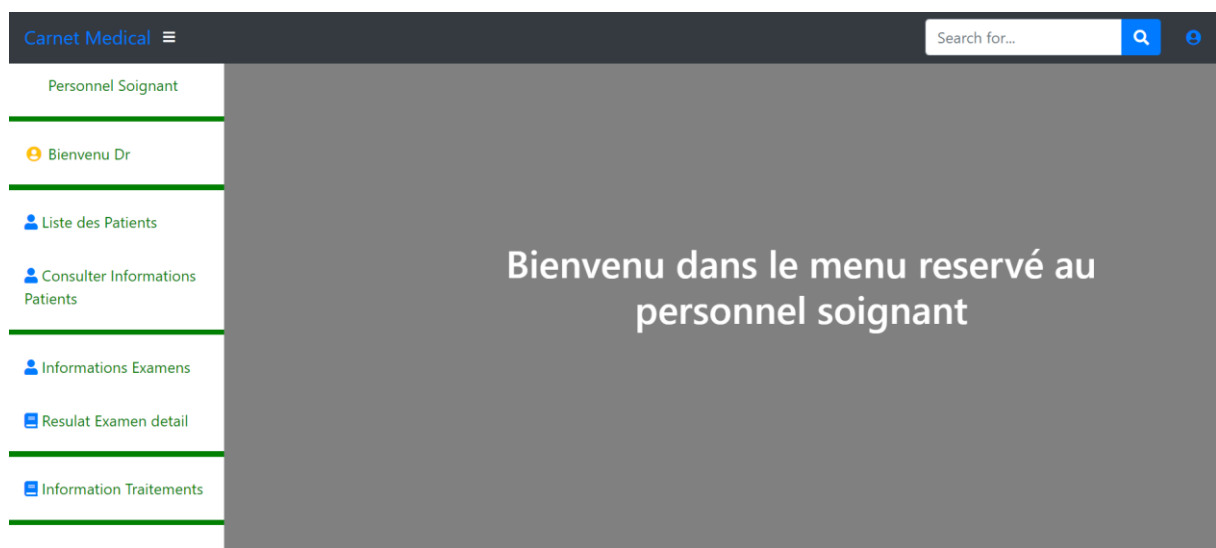 Carnet Medical
Search for...
Personnel Soignant
Bienvenu Dr
Liste des Patients
Consulter Informations
Patients
Informations Examens
Resulat Examen detail
Information Traitements
Bienvenu dans le menu reservé au
personnel soignant